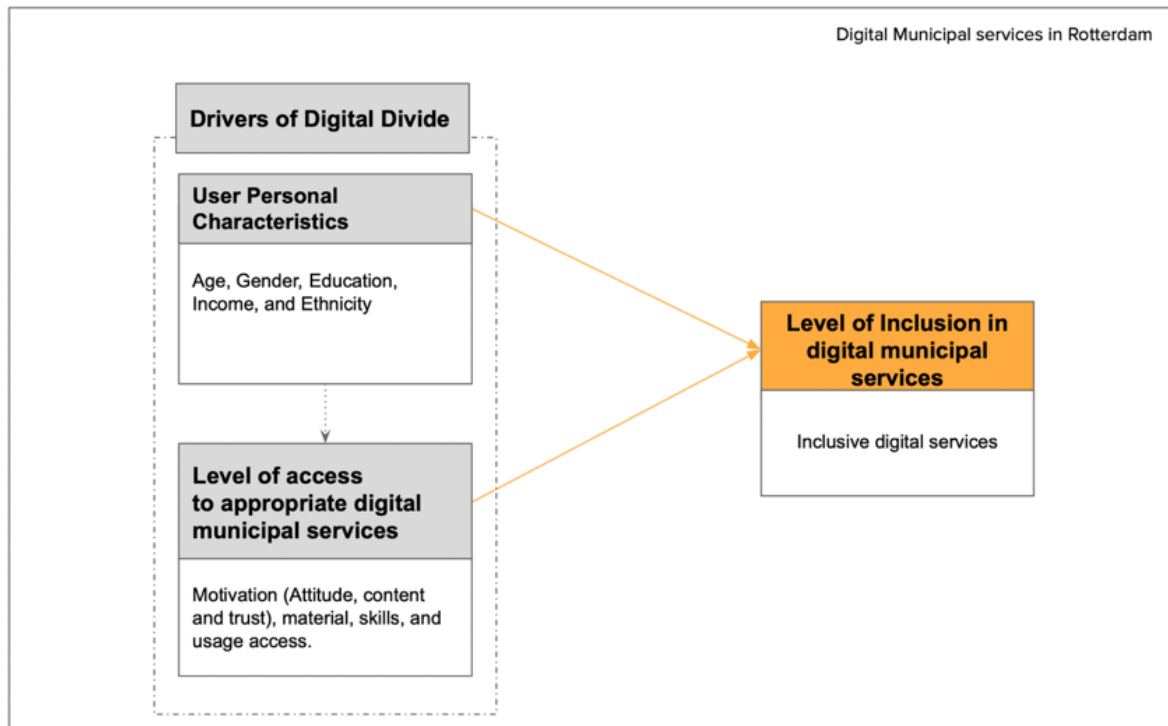 Digital Municipal services in Rotterdam
Drivers of Digital Divide
User Personal
Characteristics
Age, Gender, Education,
Income, and Ethnicity
Level of access
to appropriate digital
municipal services
Motivation (Attitude, content
and trust), material, skills, and
usage access.
Level of Inclusion in
digital municipal
services
Inclusive digital services